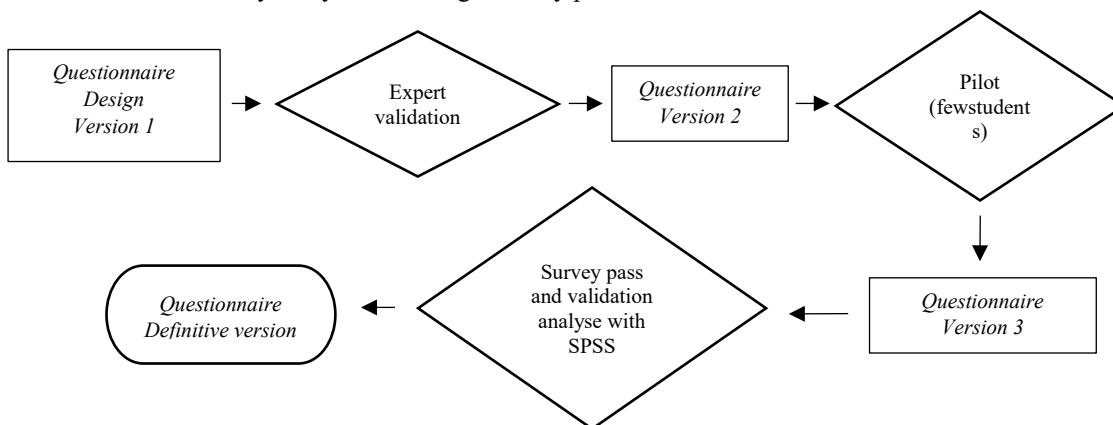 Questionnaire
Design
Version 1
Expert
validation
Questionnaire
Version 2
Pilot
(fewstudent
s)
Questionnaire
Version 3
Survey pass
and validation
analyse with
SPSS
Questionnaire
Definitive version